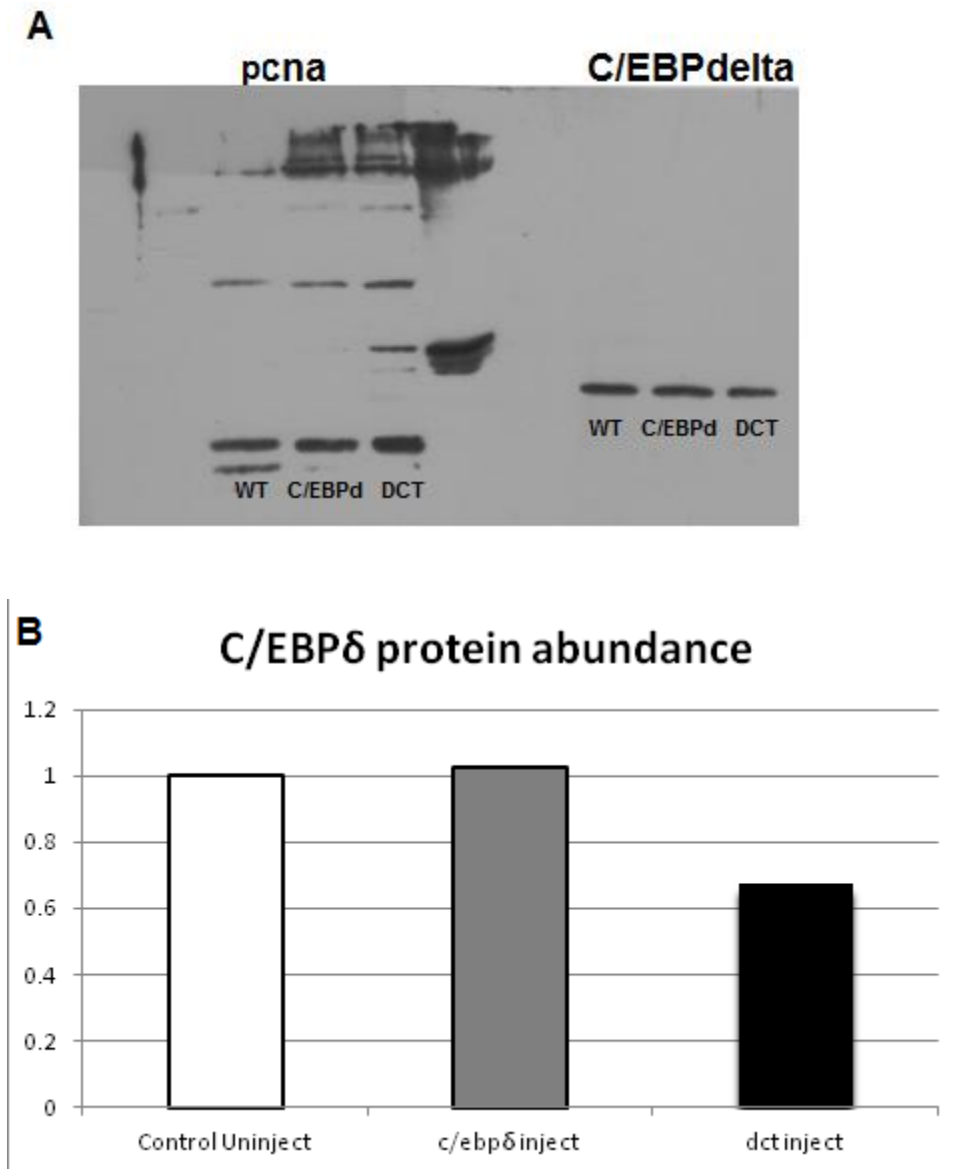 A
pcna C/EBPdelta
WT C/EBPd DCT
WT C/EBPd DCT
B
C/EBPδ protein abundance
1.2
1
0.8
0.6
0.4
0.2
0
Control Uninject c/ebpδ inject dct inject